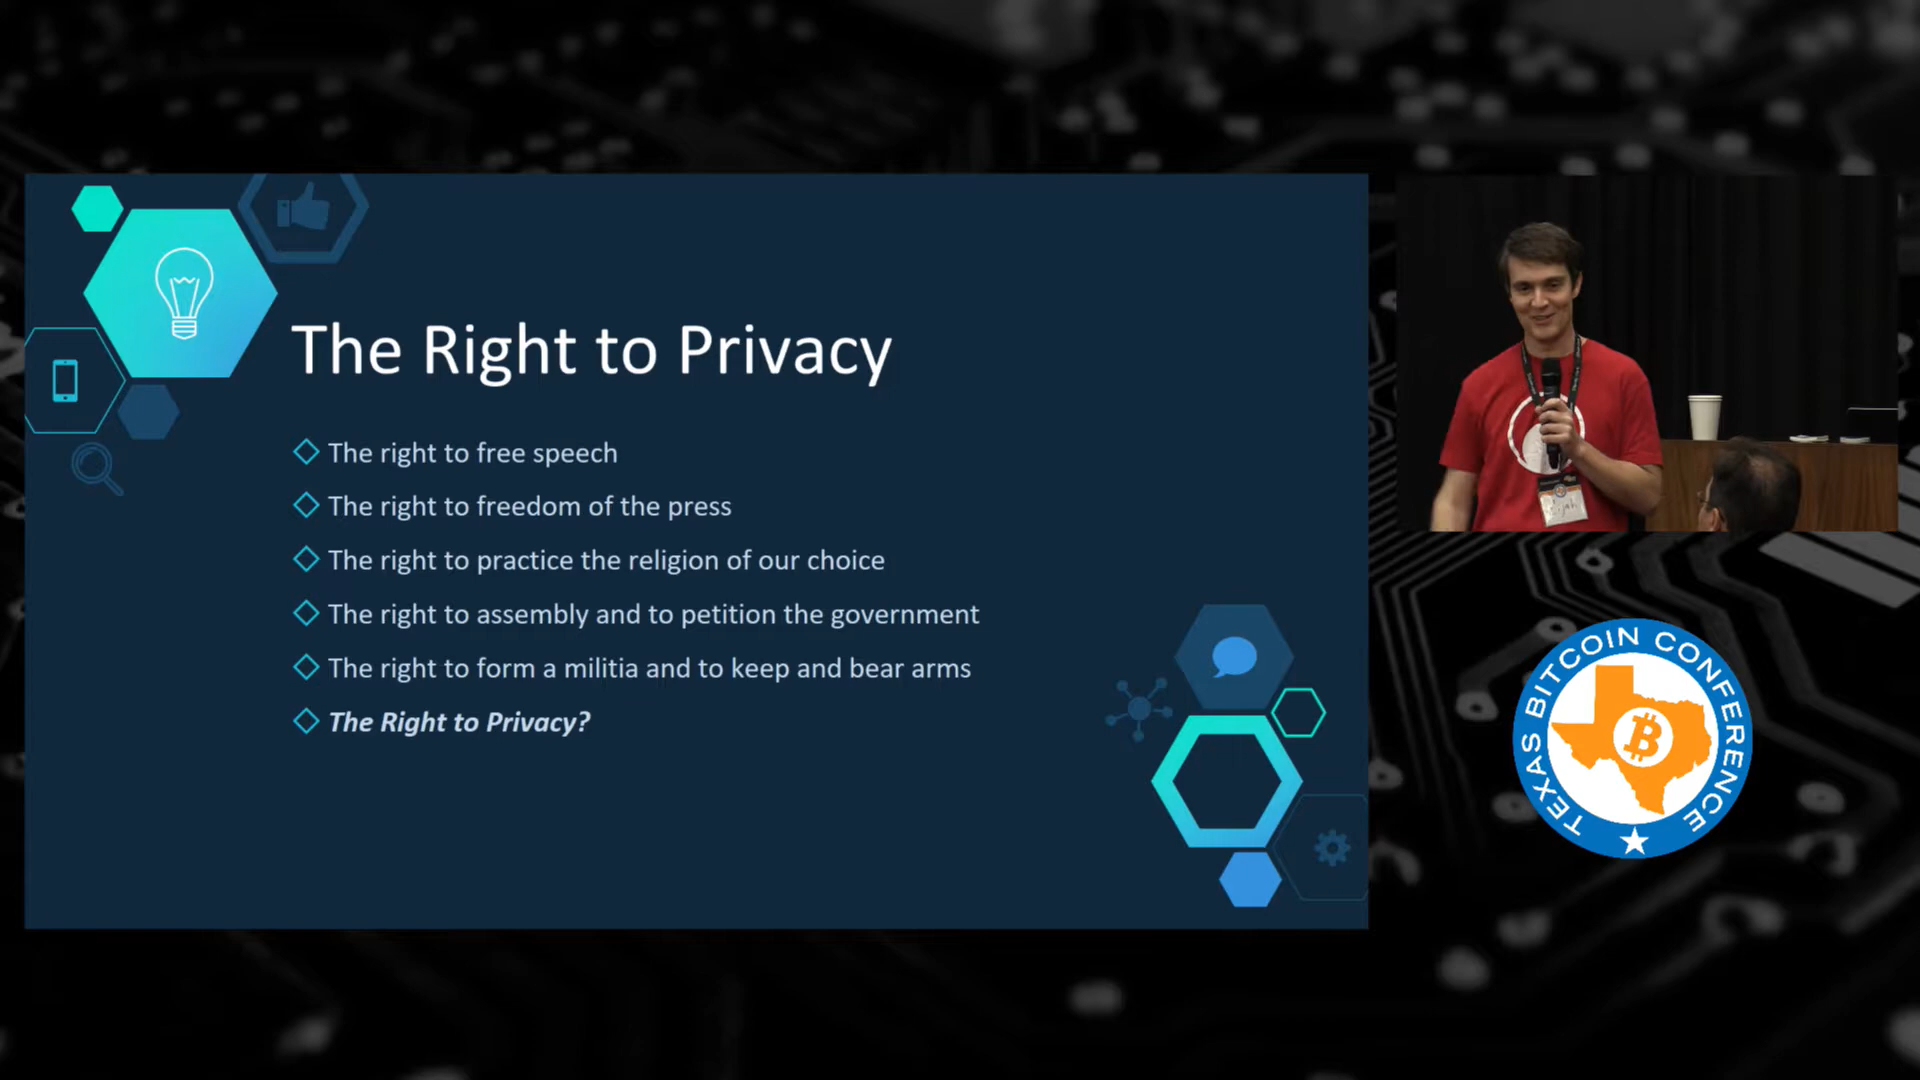 The Right to Privacy
The right to free speech
The right to freedom of the press
The right to practice the religion of our choice
The right to assembly and to petition the government
The right to form a militia and to keep and bear arms
The Right to Privacy?
Elijah
TEXAS BITCOIN CONFERENCE